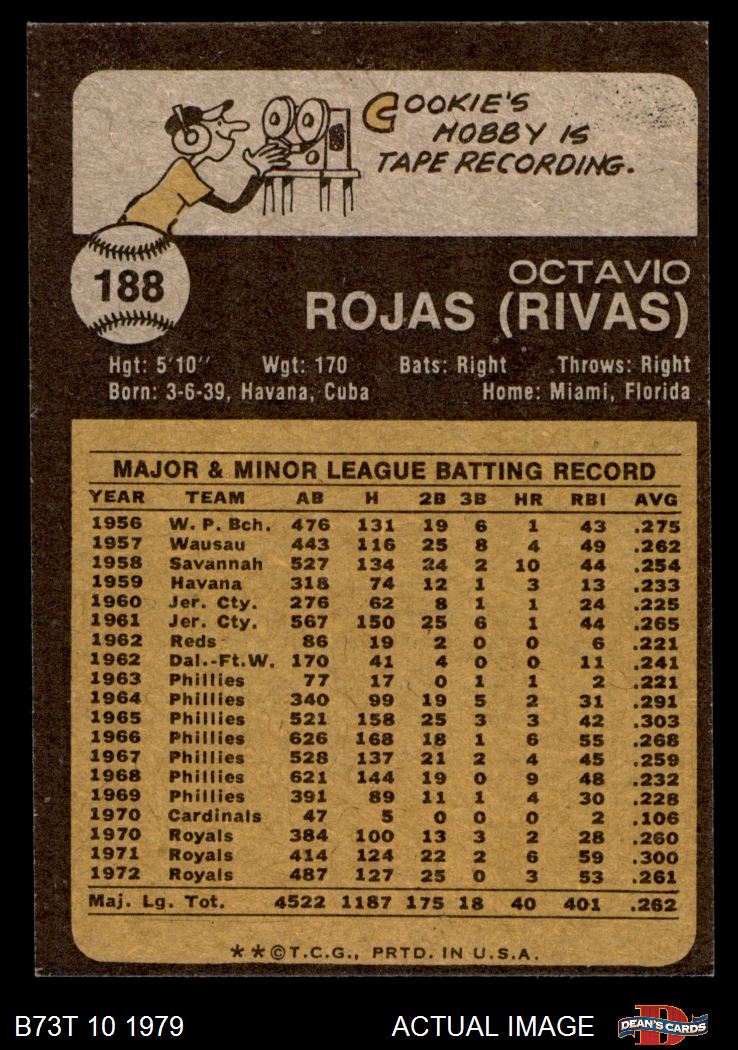 COOKIE'S
HOBBY IS
TAPE RECORDING.
188
OCTAVIO
ROJAS (RIVAS)
Hgt: 5'10" Wgt: 170 Bats: Right Throws: Right
Born: 3-6-39, Havana, Cuba Home: Miami, Florida
MAJOR & MINOR LEAGUE BATTING RECORD
YEAR TEAM AB H 2B 3B HR RBI AVG
1956 W. P. Bch. 476 131 19 6 1 43 .275
1957 Wausau 443 116 25 8 4 49 .262
1958 Savannah 527 134 24 2 10 44 .254
1959 Havana 318 74 12 1 3 13 .233
1960 Jer. Cty. 276 62 8 1 1 24 .225
1961 Jer. Cty. 567 150 25 6 1 44 .265
1962 Reds 86 19 2 0 0 6 .221
1962 Dal.-Ft.W. 170 41 4 0 0 11 .241
1963 Phillies 77 17 0 1 1 2 .221
1964 Phillies 340 99 19 5 2 31 .291
1965 Phillies 521 158 25 3 3 42 .303
1966 Phillies 626 168 18 1 6 55 .268
1967 Phillies 528 137 21 2 4 45 .259
1968 Phillies 621 144 19 0 9 48 .232
1969 Phillies 391 89 11 1 4 30 .228
1970 Cardinals 47 5 0 0 0 2 .106
1970 Royals 384 100 13 3 2 28 .260
1971 Royals 414 124 22 2 6 59 .300
1972 Royals 487 127 25 0 3 53 .261
Maj. Lg. Tot. 4522 1187 175 18 40 401 .262
**©T.C.G., PRTD. IN U.S.A.
B73T 10 1979 ACTUAL IMAGE D DEAN'S CARDS